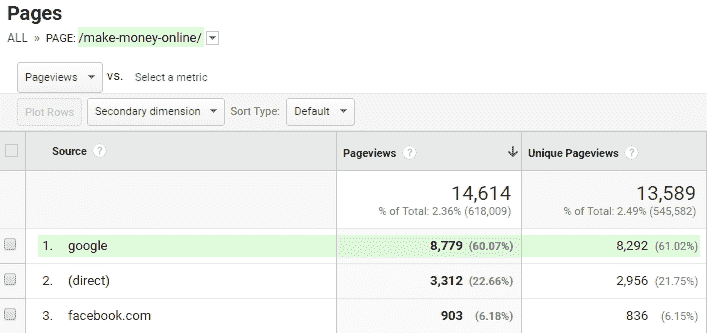 Pages
ALL » PAGE: /make-money-online/
Pageviews VS. Select a metric
Plot Rows Secondary dimension Sort Type: Default
Source ? Pageviews ? Unique Pageviews ?
14,614 13,589
% of Total: 2.36% (618,009) % of Total: 2.49% (545,582)
1. google 8,779 (60.07%) 8,292 (61.02%)
2. (direct) 3,312 (22.66%) 2,956 (21.75%)
3. facebook.com 903 (6.18%) 836 (6.15%)